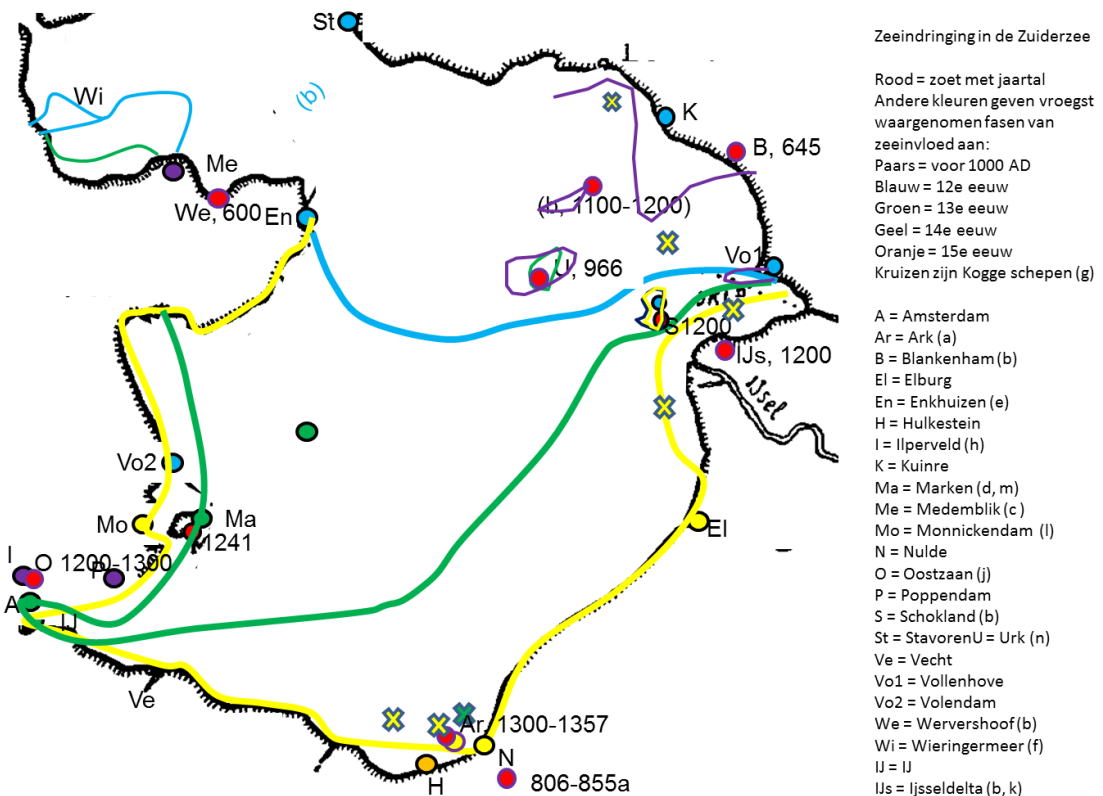 St
L
Zeeindringing in de Zuiderzee
Rood = zoet met jaartal
Andere kleuren geven vroegst
waargenomen fasen van
zeeinvloed aan:
Paars = voor 1000 AD
Blauw = 12e eeuw
Groen = 13e eeuw
Geel = 14e eeuw
Oranje = 15e eeuw
Kruizen zijn Kogge schepen (g)
A = Amsterdam
Ar = Ark (a)
B = Blankenham (b)
El = Elburg
En = Enkhuizen (e)
H = Hulkestein
I = Ilperveld (h)
K = Kuinre
Ma = Marken (d, m)
Me = Medemblik (c )
Mo = Monnickendam (l)
N = Nulde
O = Oostzaan (j)
P = Poppendam
S = Schokland (b)
St = StavorenU = Urk (n)
Ve = Vecht
Vo1 = Vollenhove
Vo2 = Volendam
We = Wervershoof (b)
Wi = Wieringermeer (f)
IJ = IJ
IJs = Ijsseldelta (b, k)
Wi
(b)
K
B, 645
Me
We, 600
En
(b, 1100-1200)
Vo1
U, 966
S1200
IJs, 1200
IJssel
Vo2
Mo
Ma
1241
El
I
O 1200-1300
P
A
IJ
Ve
Ar, 1300-1357
N
H
806-855a